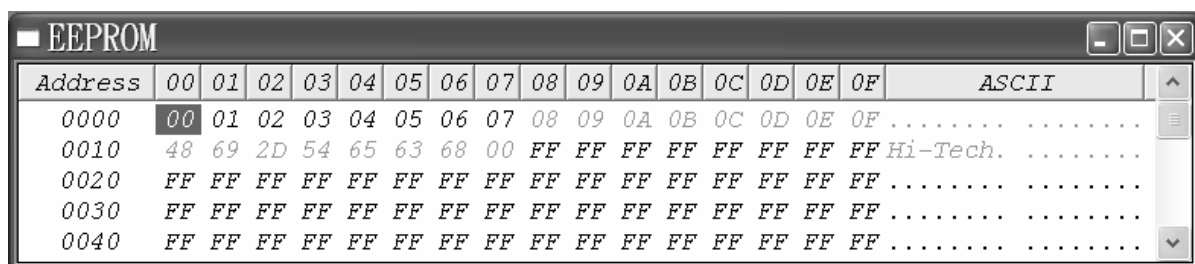 EEPROM
Address 00 01 02 03 04 05 06 07 08 09 0A 0B 0C 0D 0E 0F ASCII
0000 00 01 02 03 04 05 06 07 08 09 0A 0B 0C 0D 0E 0F ........ ........
0010 48 69 2D 54 65 63 68 00 FF FF FF FF FF FF FF FF Hi-Tech. ........
0020 FF FF FF FF FF FF FF FF FF FF FF FF FF FF FF FF ........ ........
0030 FF FF FF FF FF FF FF FF FF FF FF FF FF FF FF FF ........ ........
0040 FF FF FF FF FF FF FF FF FF FF FF FF FF FF FF FF ........ ........